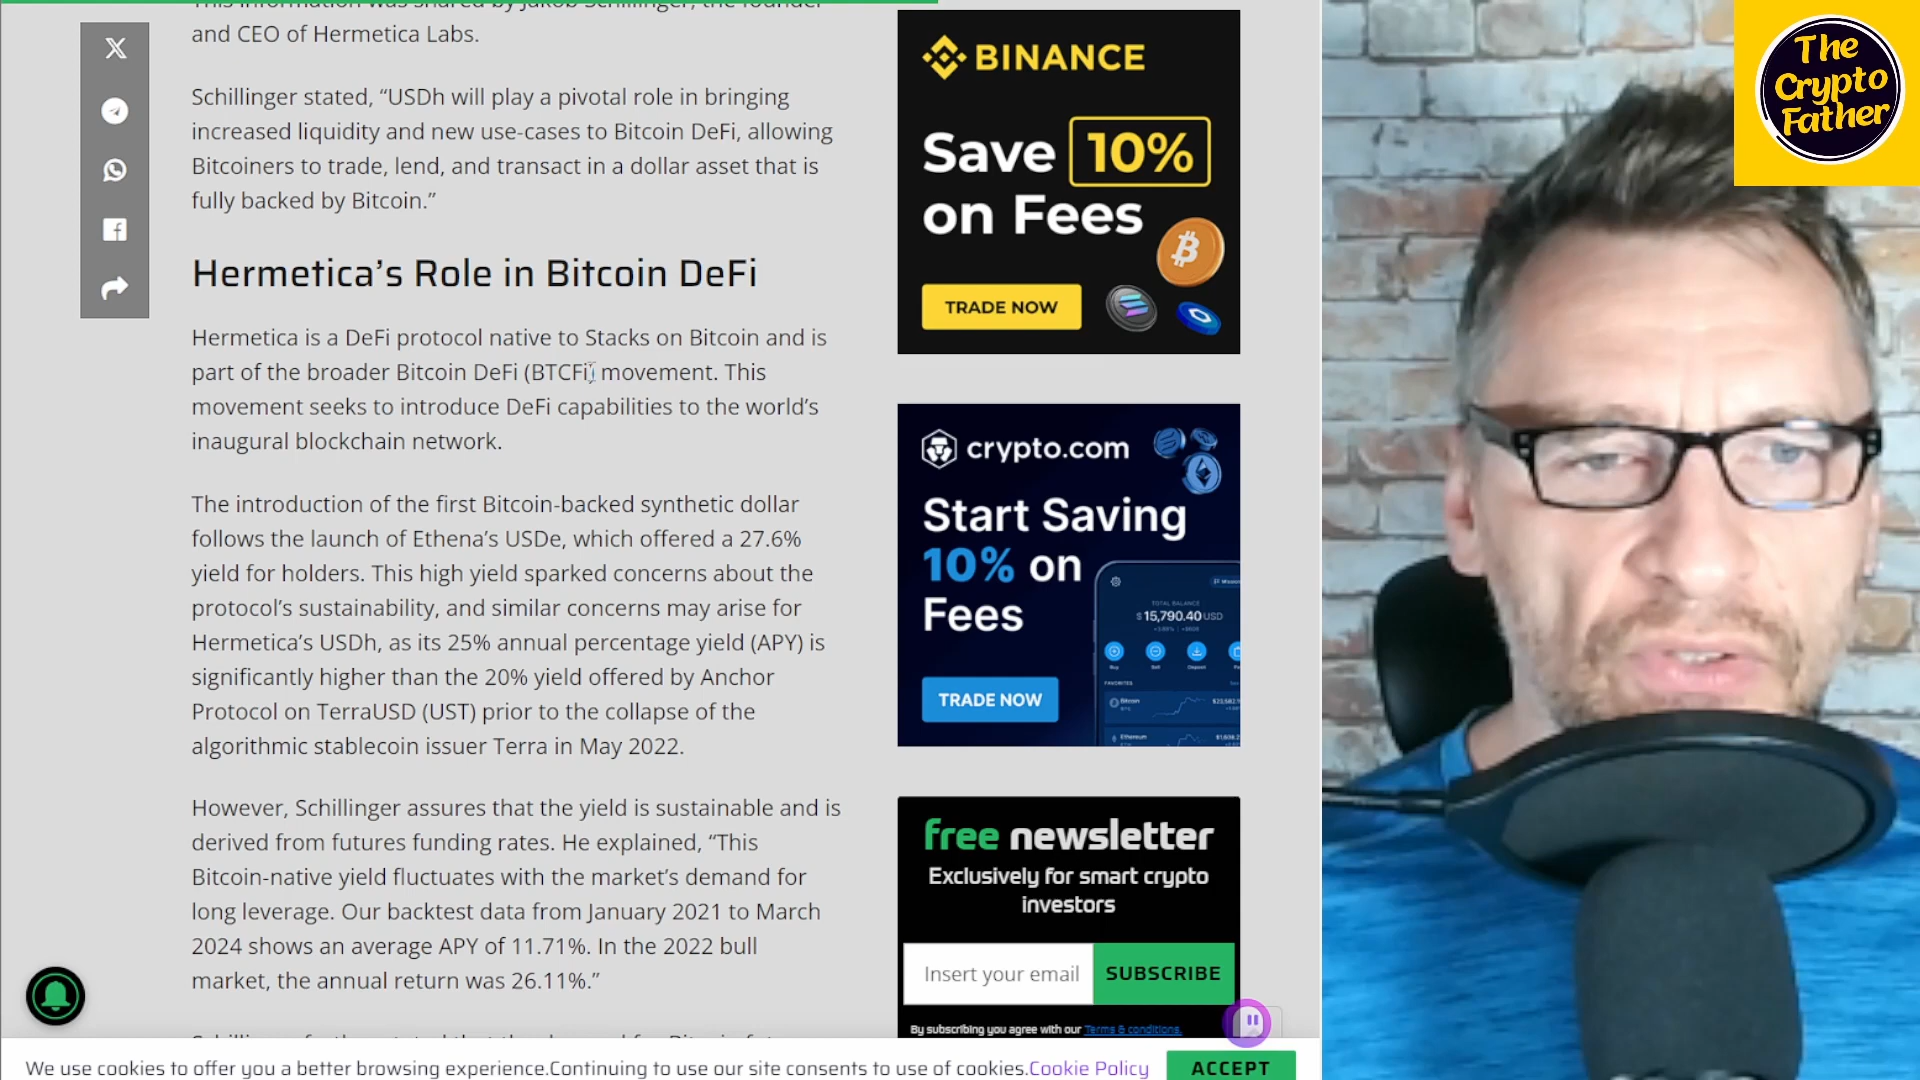 and CEO of Hermetica Labs.
Schillinger stated, “USDh will play a pivotal role in bringing
increased liquidity and new use-cases to Bitcoin DeFi, allowing
Bitcoiners to trade, lend, and transact in a dollar asset that is
fully backed by Bitcoin.”
Hermetica’s Role in Bitcoin DeFi
Hermetica is a DeFi protocol native to Stacks on Bitcoin and is
part of the broader Bitcoin DeFi (BTCFi) movement. This
movement seeks to introduce DeFi capabilities to the world’s
inaugural blockchain network.
The introduction of the first Bitcoin-backed synthetic dollar
follows the launch of Ethena’s USDe, which offered a 27.6%
yield for holders. This high yield sparked concerns about the
protocol’s sustainability, and similar concerns may arise for
Hermetica’s USDh, as its 25% annual percentage yield (APY) is
significantly higher than the 20% yield offered by Anchor
Protocol on TerraUSD (UST) prior to the collapse of the
algorithmic stablecoin issuer Terra in May 2022.
However, Schillinger assures that the yield is sustainable and is
derived from futures funding rates. He explained, “This
Bitcoin-native yield fluctuates with the market’s demand for
long leverage. Our backtest data from January 2021 to March
2024 shows an average APY of 11.71%. In the 2022 bull
market, the annual return was 26.11%.”
BINANCE
Save 10%
on Fees
TRADE NOW
crypto.com
Start Saving
10% on
Fees
TOTAL BALANCE
$15,790.40 USD
FAVORITES
Bitcoin
Ethereum
TRADE NOW
free newsletter
Exclusively for smart crypto
investors
Insert your email
SUBSCRIBE
By subscribing you agree with our Terms & conditions.
We use cookies to offer you a better browsing experience.Continuing to use our site consents to use of cookies.Cookie Policy
ACCEPT
The
Crypto
Father